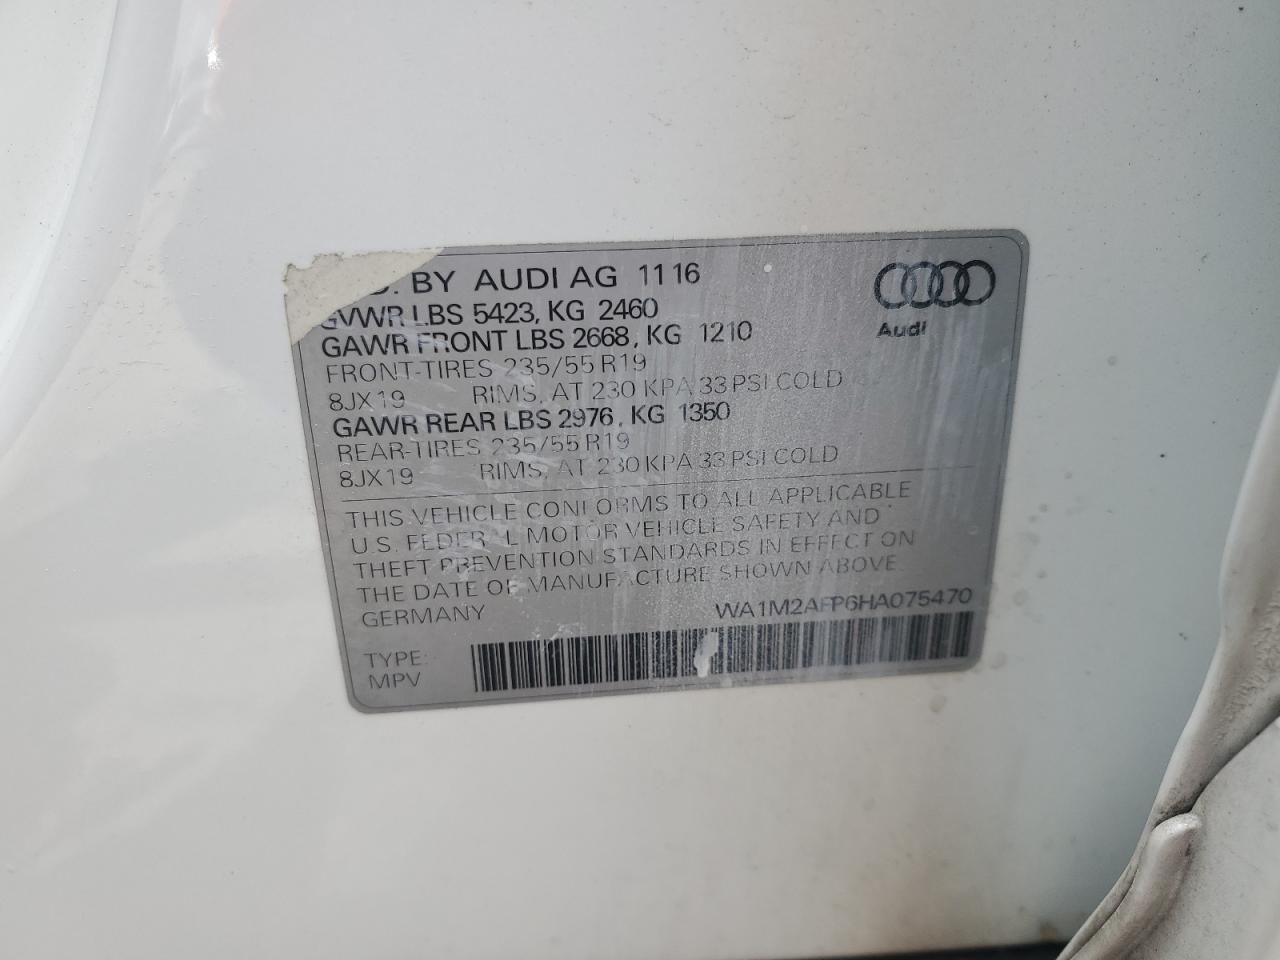 BY AUDI AG 11 16
GVWR LBS 5423, KG 2460
GAWR FRONT LBS 2668, KG 1210
FRONT-TIRES 235/55 R19
8JX19 RIMS, AT 230 KPA 33 PSI COLD
GAWR REAR LBS 2976, KG 1350
REAR-TIRES 235/55 R19
8JX19 RIMS, AT 230 KPA 33 PSI COLD
THIS VEHICLE CONFORMS TO ALL APPLICABLE
U.S. FEDERAL MOTOR VEHICLE SAFETY AND
THEFT PREVENTION STANDARDS IN EFFECT ON
THE DATE OF MANUFACTURE SHOWN ABOVE.
GERMANY WA1M2AFP6HA075470
TYPE:
MPV
Audi